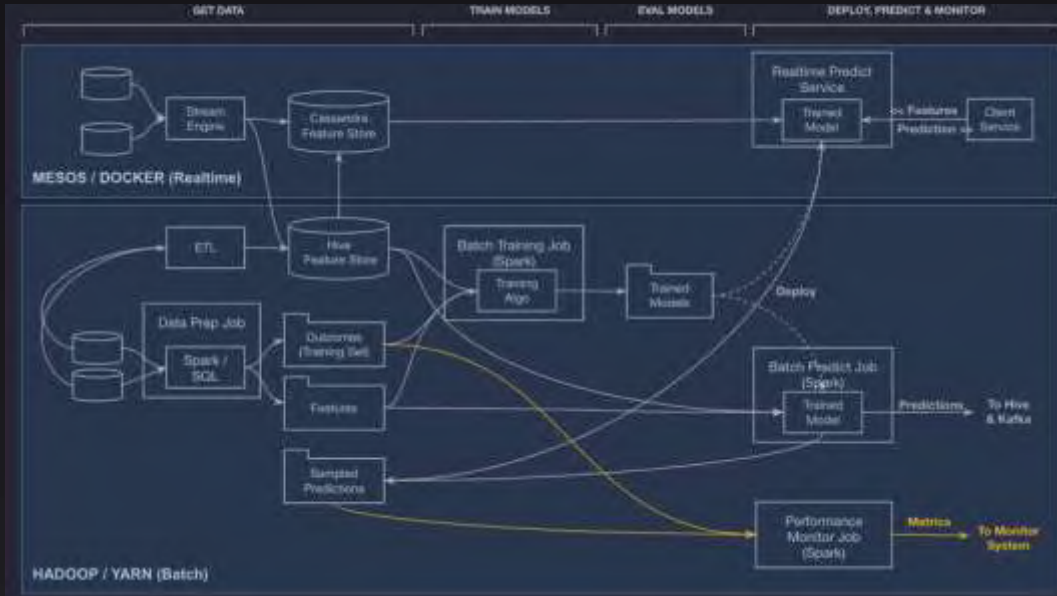 GET DATA
TRAIN MODELS
EVAL MODELS
DEPLOY, PREDICT & MONITOR
Realtime Predict
Service
Stream
Engine
Cassandra
Feature Store
Trained
Model
<< Features
Prediction >>
Client
Service
MESOS / DOCKER (Realtime)
ETL
Hive
Feature Store
Batch Training Job
(Spark)
Training
Algo
Trained
Models
Deploy
Data Prep Job
Spark /
SQL
Outcomes
(Training Set)
Features
Batch Predict Job
(Spark)
Trained
Model
Predictions
To Hive
& Kafka
Sampled
Predictions
Performance
Monitor Job
(Spark)
Metrics
To Monitor
System
HADOOP / YARN (Batch)